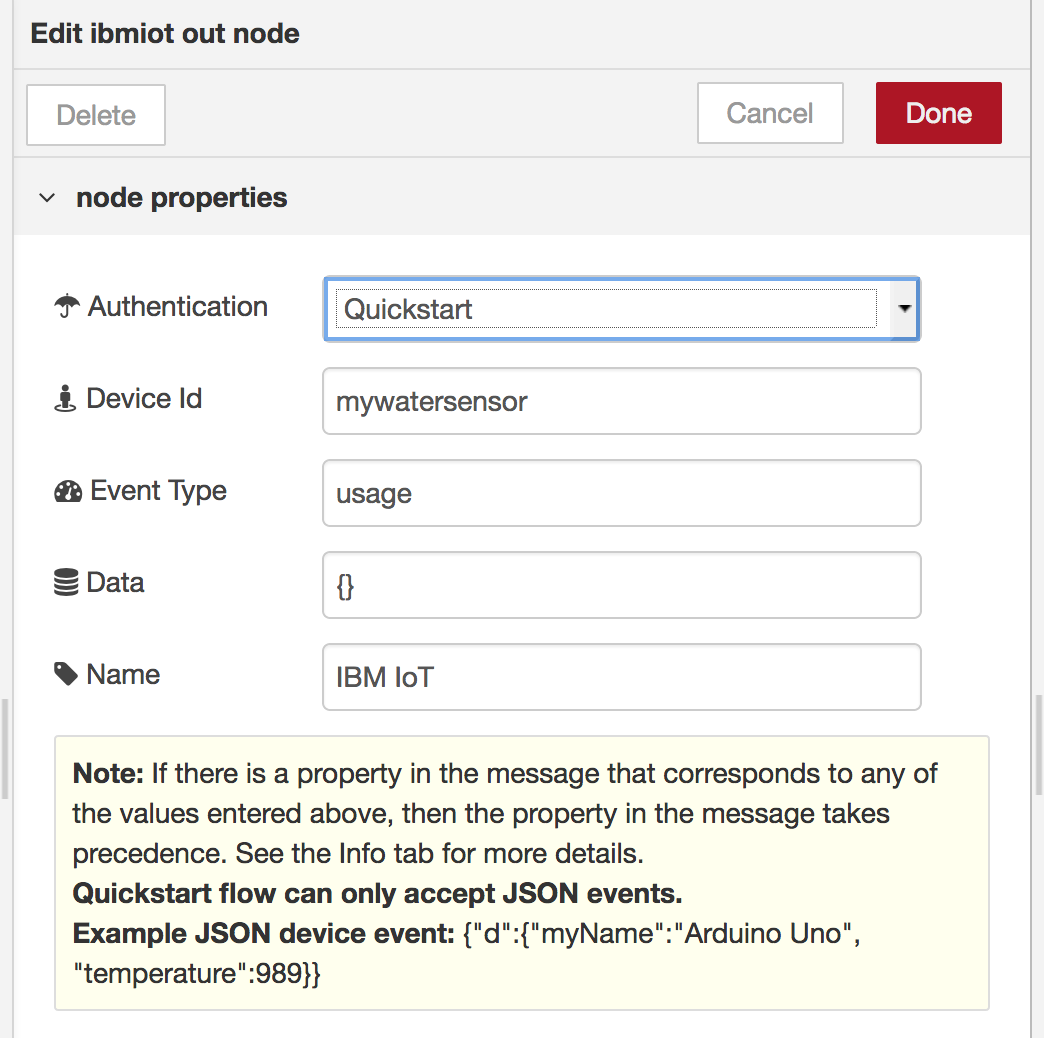 Edit ibmiot out node
Delete
Cancel
Done
node properties
Authentication
Quickstart
Device Id
mywatersensor
Event Type
usage
Data
{}
Name
IBM IoT
Note: If there is a property in the message that corresponds to any of
the values entered above, then the property in the message takes
precedence. See the Info tab for more details.
Quickstart flow can only accept JSON events.
Example JSON device event: {"d":{"myName":"Arduino Uno",
"temperature":989}}